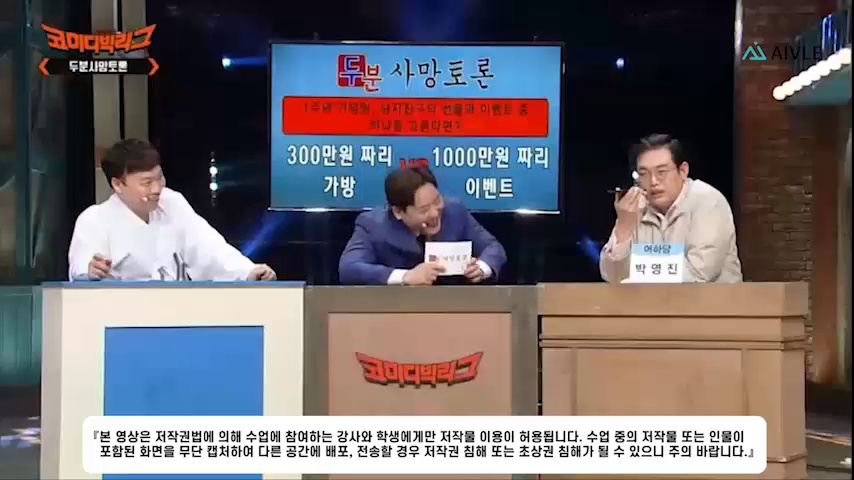 코미디빅리그
두분사망토론
AIVLE
두분 사망토론
1주년 기념일, 남자친구의 선물과 이벤트 중
하나를 고른다면?
300만원 짜리
가방
VS
1000만원 짜리
이벤트
여하당
박영진
두분사망토론
코미디빅리그
『본 영상은 저작권법에 의해 수업에 참여하는 강사와 학생에게만 저작물 이용이 허용됩니다. 수업 중의 저작물 또는 인물이
포함된 화면을 무단 캡처하여 다른 공간에 배포, 전송할 경우 저작권 침해 또는 초상권 침해가 될 수 있으니 주의 바랍니다.』